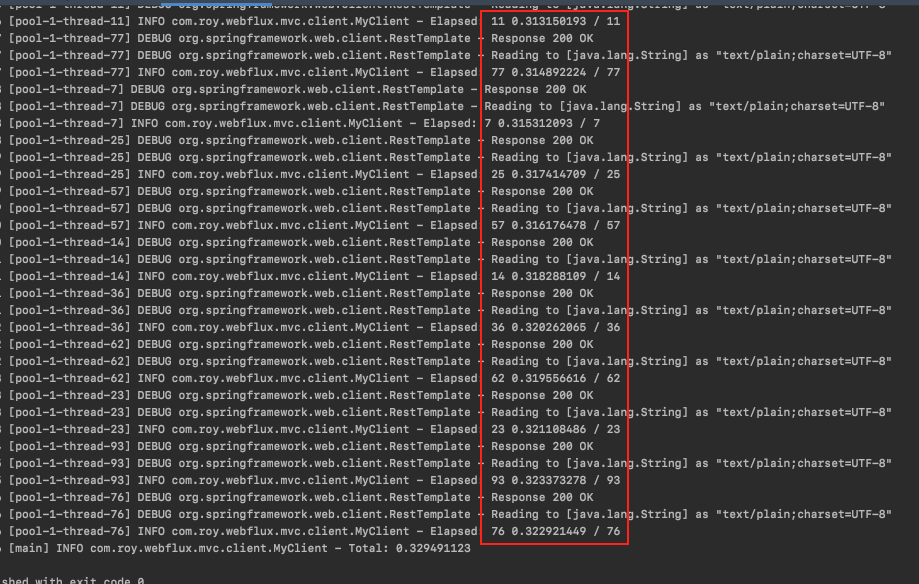 [pool-1-thread-11] INFO com.roy.webflux.mvc.client.MyClient - Elapsed 11 0.313150193 / 11
[pool-1-thread-77] DEBUG org.springframework.web.client.RestTemplate - Response 200 OK
[pool-1-thread-77] DEBUG org.springframework.web.client.RestTemplate - Reading to [java.lang.String] as "text/plain;charset=UTF-8"
[pool-1-thread-77] INFO com.roy.webflux.mvc.client.MyClient - Elapsed 77 0.314892224 / 77
[pool-1-thread-7] DEBUG org.springframework.web.client.RestTemplate - Response 200 OK
[pool-1-thread-7] DEBUG org.springframework.web.client.RestTemplate - Reading to [java.lang.String] as "text/plain;charset=UTF-8"
[pool-1-thread-7] INFO com.roy.webflux.mvc.client.MyClient - Elapsed: 7 0.315312093 / 7
[pool-1-thread-25] DEBUG org.springframework.web.client.RestTemplate - Response 200 OK
[pool-1-thread-25] DEBUG org.springframework.web.client.RestTemplate - Reading to [java.lang.String] as "text/plain;charset=UTF-8"
[pool-1-thread-25] INFO com.roy.webflux.mvc.client.MyClient - Elapsed 25 0.317414709 / 25
[pool-1-thread-57] DEBUG org.springframework.web.client.RestTemplate - Response 200 OK
[pool-1-thread-57] DEBUG org.springframework.web.client.RestTemplate - Reading to [java.lang.String] as "text/plain;charset=UTF-8"
[pool-1-thread-57] INFO com.roy.webflux.mvc.client.MyClient - Elapsed 57 0.316176478 / 57
[pool-1-thread-14] DEBUG org.springframework.web.client.RestTemplate - Response 200 OK
[pool-1-thread-14] DEBUG org.springframework.web.client.RestTemplate - Reading to [java.lang.String] as "text/plain;charset=UTF-8"
[pool-1-thread-14] INFO com.roy.webflux.mvc.client.MyClient - Elapsed 14 0.318288109 / 14
[pool-1-thread-36] DEBUG org.springframework.web.client.RestTemplate - Response 200 OK
[pool-1-thread-36] DEBUG org.springframework.web.client.RestTemplate - Reading to [java.lang.String] as "text/plain;charset=UTF-8"
[pool-1-thread-36] INFO com.roy.webflux.mvc.client.MyClient - Elapsed 36 0.320262065 / 36
[pool-1-thread-62] DEBUG org.springframework.web.client.RestTemplate - Response 200 OK
[pool-1-thread-62] DEBUG org.springframework.web.client.RestTemplate - Reading to [java.lang.String] as "text/plain;charset=UTF-8"
[pool-1-thread-62] INFO com.roy.webflux.mvc.client.MyClient - Elapsed 62 0.319556616 / 62
[pool-1-thread-23] DEBUG org.springframework.web.client.RestTemplate - Response 200 OK
[pool-1-thread-23] DEBUG org.springframework.web.client.RestTemplate - Reading to [java.lang.String] as "text/plain;charset=UTF-8"
[pool-1-thread-23] INFO com.roy.webflux.mvc.client.MyClient - Elapsed 23 0.321108486 / 23
[pool-1-thread-93] DEBUG org.springframework.web.client.RestTemplate - Response 200 OK
[pool-1-thread-93] DEBUG org.springframework.web.client.RestTemplate - Reading to [java.lang.String] as "text/plain;charset=UTF-8"
[pool-1-thread-93] INFO com.roy.webflux.mvc.client.MyClient - Elapsed 93 0.323373278 / 93
[pool-1-thread-76] DEBUG org.springframework.web.client.RestTemplate - Response 200 OK
[pool-1-thread-76] DEBUG org.springframework.web.client.RestTemplate - Reading to [java.lang.String] as "text/plain;charset=UTF-8"
[pool-1-thread-76] INFO com.roy.webflux.mvc.client.MyClient - Elapsed 76 0.322921449 / 76
[main] INFO com.roy.webflux.mvc.client.MyClient - Total: 0.329491123
shed with exit code 0